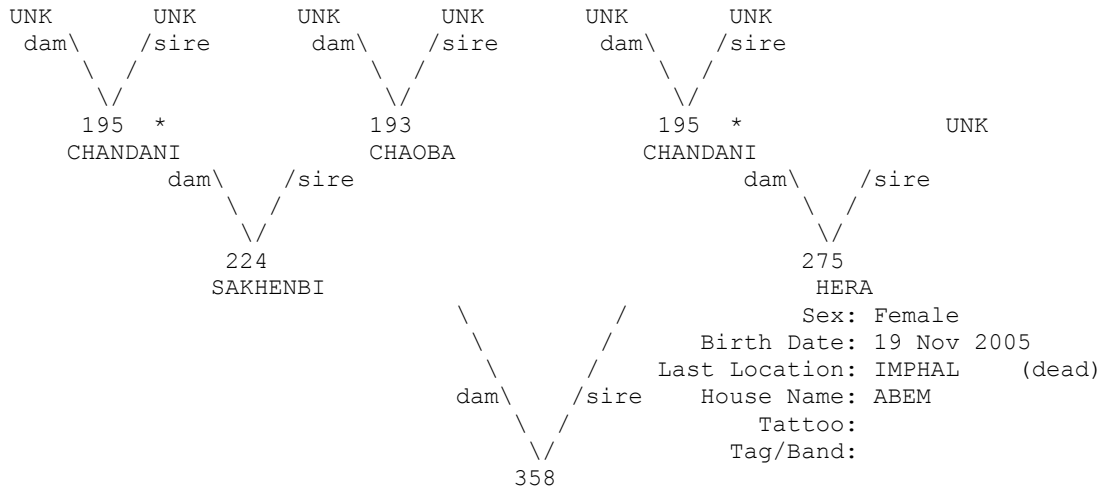 UNK UNK UNK UNK UNK UNK
dam\ /sire dam\ /sire dam\ /sire
\ / \ / \ /
\/ \/ \/
195 * 193 195 * UNK
CHANDANI CHAOBA CHANDANI
dam\ /sire dam\ /sire
\ / \ /
\/ \/
224 275
SAKHENBI HERA
\ / Sex: Female
\ / Birth Date: 19 Nov 2005
\ / Last Location: IMPHAL (dead)
dam\ /sire House Name: ABEM
\ / Tattoo:
\/ Tag/Band:
358